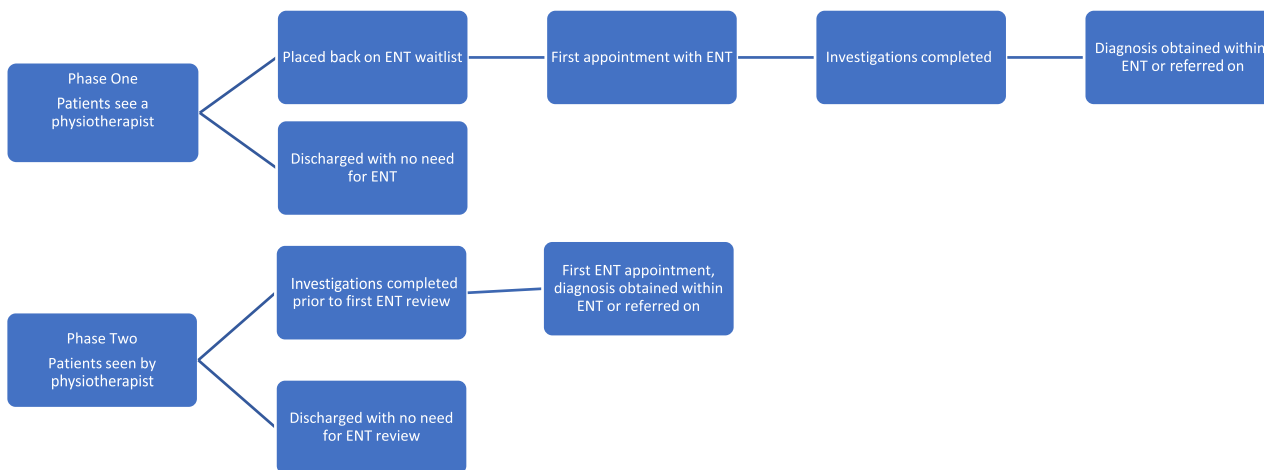 Phase One
Patients see a
physiotherapist
Placed back on ENT waitlist
First appointment with ENT
Investigations completed
Diagnosis obtained within
ENT or referred on
Discharged with no need
for ENT
Phase Two
Patients seen by
physiotherapist
Investigations completed
prior to first ENT review
First ENT appointment,
diagnosis obtained within
ENT or referred on
Discharged with no need
for ENT review